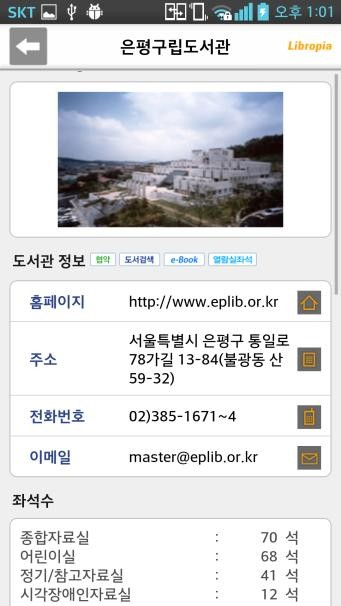 SKT 오후 1:01
은평구립도서관 Libropia
도서관 정보 협약 도서검색 e-Book 열람실좌석
홈페이지 http://www.eplib.or.kr
주소 서울특별시 은평구 통일로
78가길 13-84(불광동 산
59-32)
전화번호 02)385-1671~4
이메일 master@eplib.or.kr
좌석수
종합자료실 : 70 석
어린이실 : 68 석
정기/참고자료실 : 41 석
시각장애인자료실 : 12 석